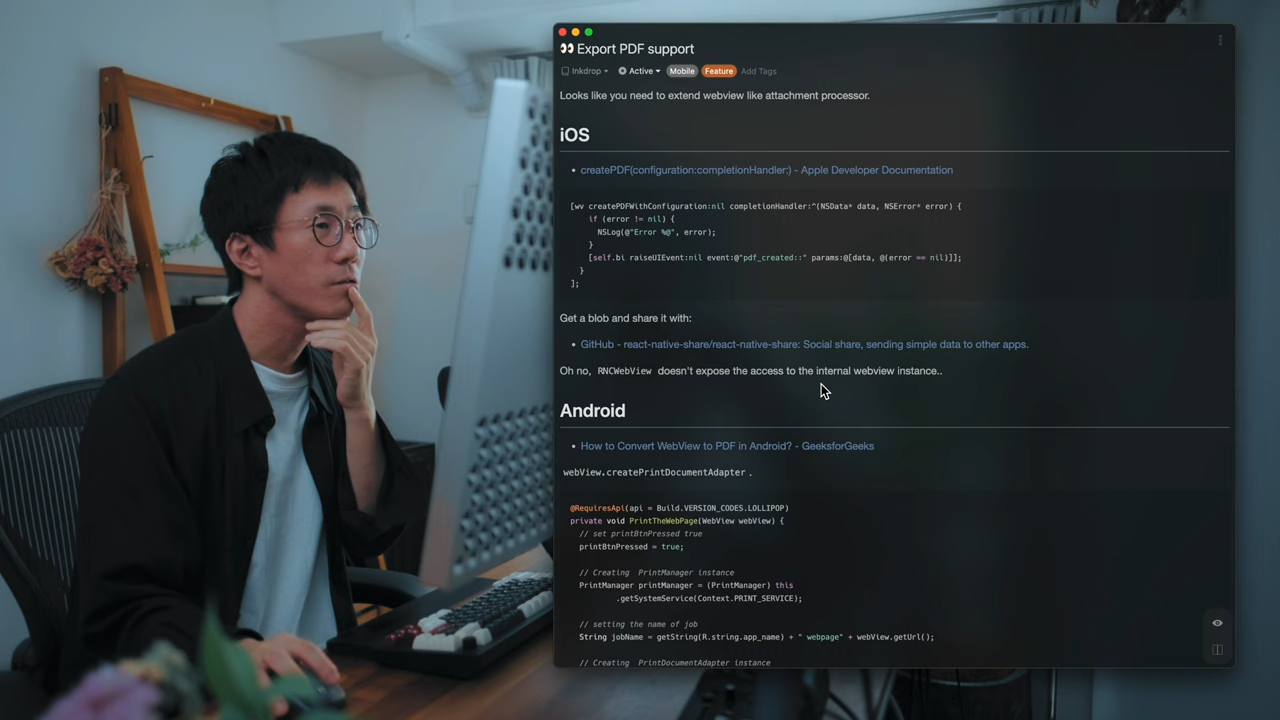 👀 Export PDF support
Inkdrop
Active
Mobile
Feature
Add Tags
Looks like you need to extend webview like attachment processor.
iOS
• createPDF(configuration:completionHandler:) - Apple Developer Documentation
[wv createPDFWithConfiguration:nil completionHandler:^(NSData* data, NSError* error) {
if (error != nil) {
NSLog(@"Error %@", error);
}
[self.bi raiseUIEvent:nil event:@"pdf_created::" params:@[data, @(error == nil)]];
}
];
Get a blob and share it with:
• GitHub - react-native-share/react-native-share: Social share, sending simple data to other apps.
Oh no, RNCWebView doesn't expose the access to the internal webview instance..
Android
• How to Convert WebView to PDF in Android? - GeeksforGeeks
webView.createPrintDocumentAdapter.
@RequiresApi(api = Build.VERSION_CODES.LOLLIPOP)
private void PrintTheWebPage(WebView webView) {
// set printBtnPressed true
printBtnPressed = true;
// Creating  PrintManager instance
PrintManager printManager = (PrintManager) this
.getSystemService(Context.PRINT_SERVICE);
// setting the name of job
String jobName = getString(R.string.app_name) + " webpage" + webView.getUrl();
// Creating  PrintDocumentAdapter instance